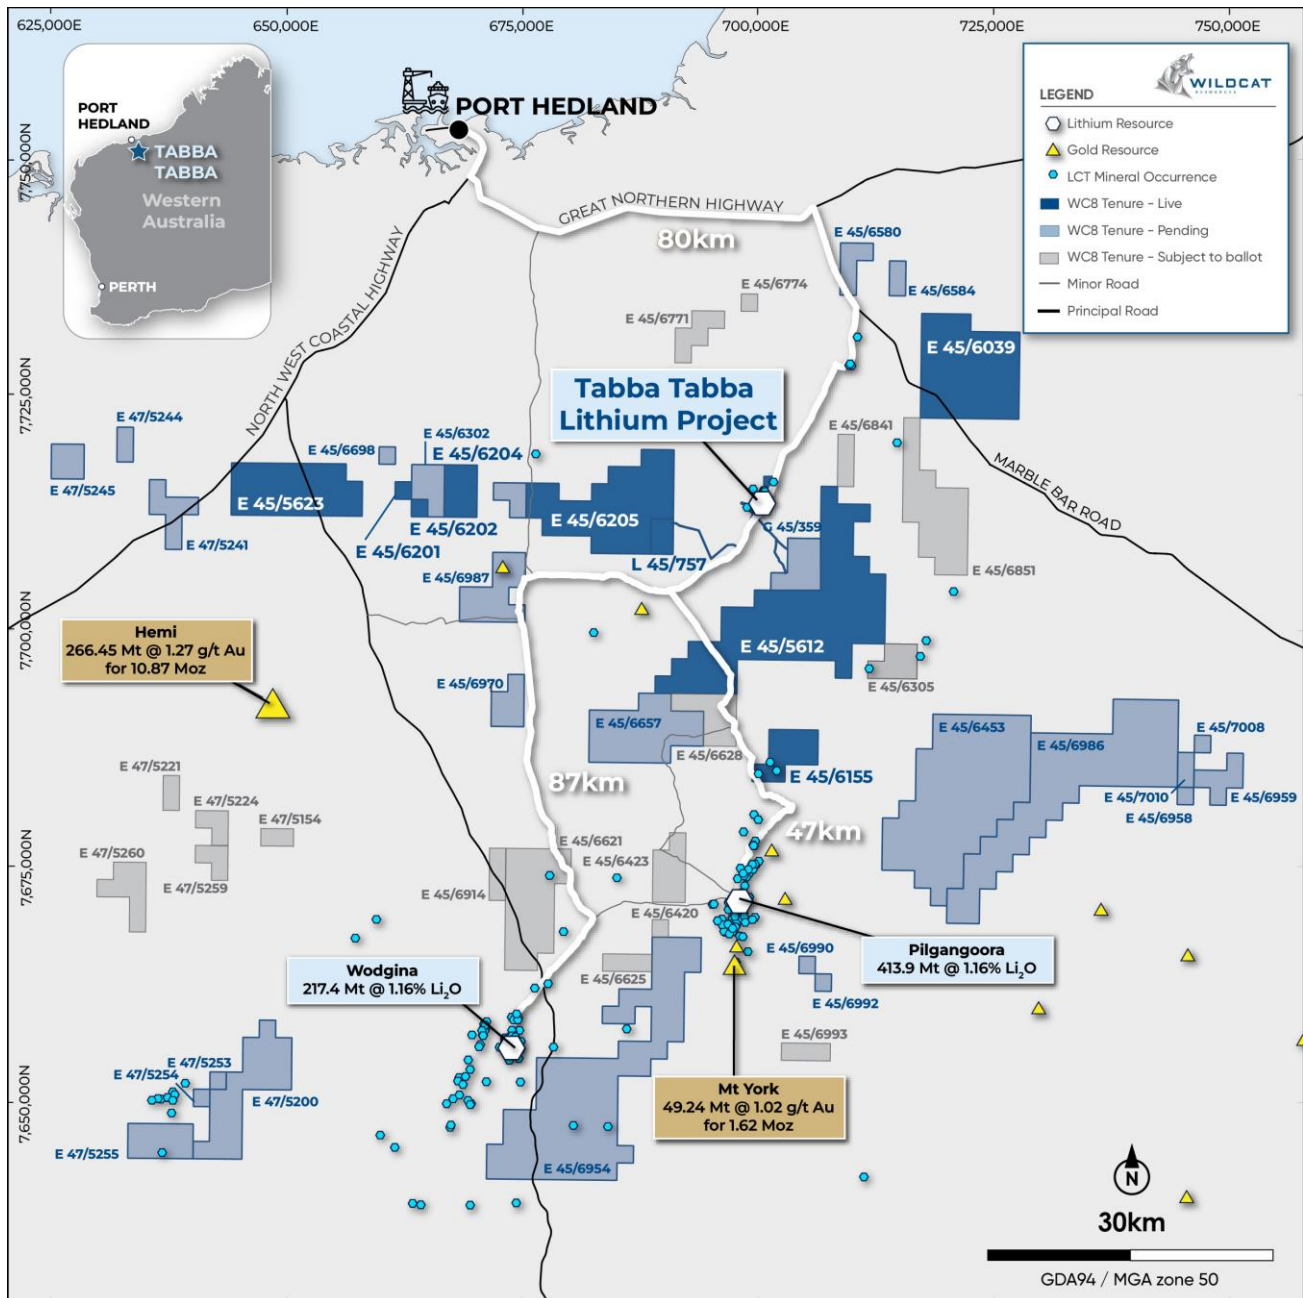 625,000E
650,000E
675,000E
700,000E
725,000E
750,000E
7,750,000N
7,725,000N
7,700,000N
7,675,000N
7,650,000N
PORT
HEDLAND
TABBA
TABBA
Western
Australia
PERTH
PORT HEDLAND
WILDCAT
RESOURCES
LEGEND
Lithium Resource
Gold Resource
LCT Mineral Occurrence
WC8 Tenure - Live
WC8 Tenure - Pending
WC8 Tenure - Subject to ballot
Minor Road
Principal Road
GREAT NORTHERN HIGHWAY
80km
NORTH WEST COASTAL HIGHWAY
MARBLE BAR ROAD
E 45/6580
E 45/6584
E 45/6774
E 45/6771
E 45/6039
Tabba Tabba
Lithium Project
E 47/5244
E 47/5245
E 47/5241
E 45/6698
E 45/6302
E 45/6204
E 45/5623
E 45/6201
E 45/6202
E 45/6205
L 45/757
G 45/359
E 45/6841
E 45/6851
E 45/6987
E 45/5612
E 45/6305
Hemi
266.45 Mt @ 1.27 g/t Au
for 10.87 Moz
E 45/6970
E 45/6657
E 45/6628
E 45/6155
E 45/6453
E 45/6986
E 45/7008
E 45/7010
E 45/6959
E 45/6958
87km
47km
E 47/5221
E 47/5224
E 47/5154
E 47/5260
E 47/5259
E 45/6621
E 45/6423
E 45/6914
E 45/6420
E 45/6625
Wodgina
217.4 Mt @ 1.16% Li₂O
Pilgangoora
413.9 Mt @ 1.16% Li₂O
E 45/6990
E 45/6992
E 45/6993
Mt York
49.24 Mt @ 1.02 g/t Au
for 1.62 Moz
E 47/5253
E 47/5254
E 47/5200
E 47/5255
E 45/6954
N
30km
GDA94 / MGA zone 50